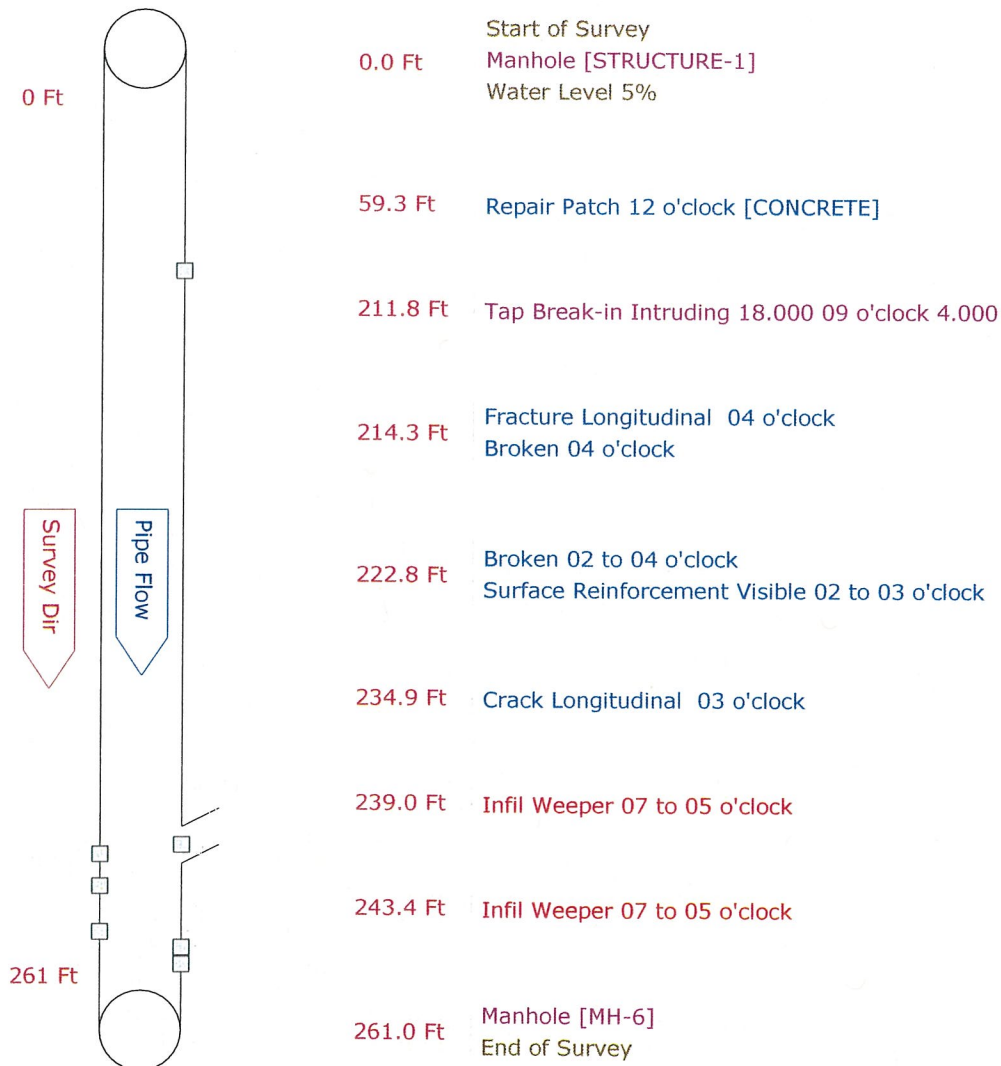 Start of Survey
0.0 Ft Manhole [STRUCTURE-1]
Water Level 5%
0 Ft
59.3 Ft Repair Patch 12 o'clock [CONCRETE]
211.8 Ft Tap Break-in Intruding 18.000 09 o'clock 4.000
Fracture Longitudinal 04 o'clock
214.3 Ft
Broken 04 o'clock
Survey Dir
Pipe Flow
Broken 02 to 04 o'clock
222.8 Ft
Surface Reinforcement Visible 02 to 03 o'clock
234.9 Ft Crack Longitudinal 03 o'clock
239.0 Ft Infil Weeper 07 to 05 o'clock
243.4 Ft Infil Weeper 07 to 05 o'clock
261 Ft
Manhole [MH-6]
261.0 Ft
End of Survey